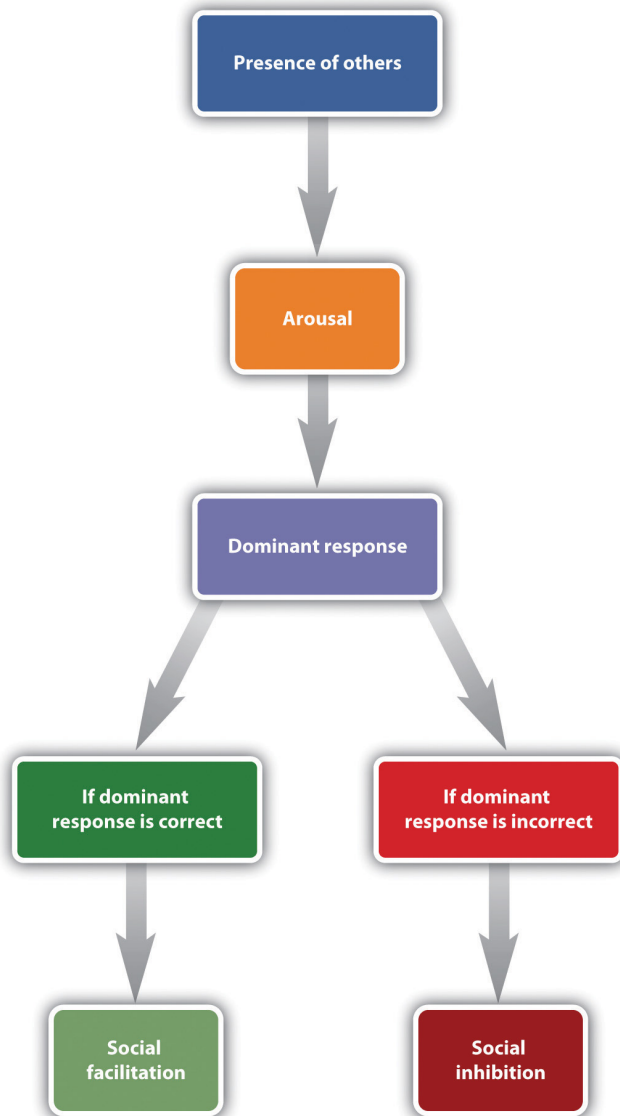 Presence of others
Arousal
Dominant response
If dominant
response is correct
If dominant
response is incorrect
Social
facilitation
Social
inhibition